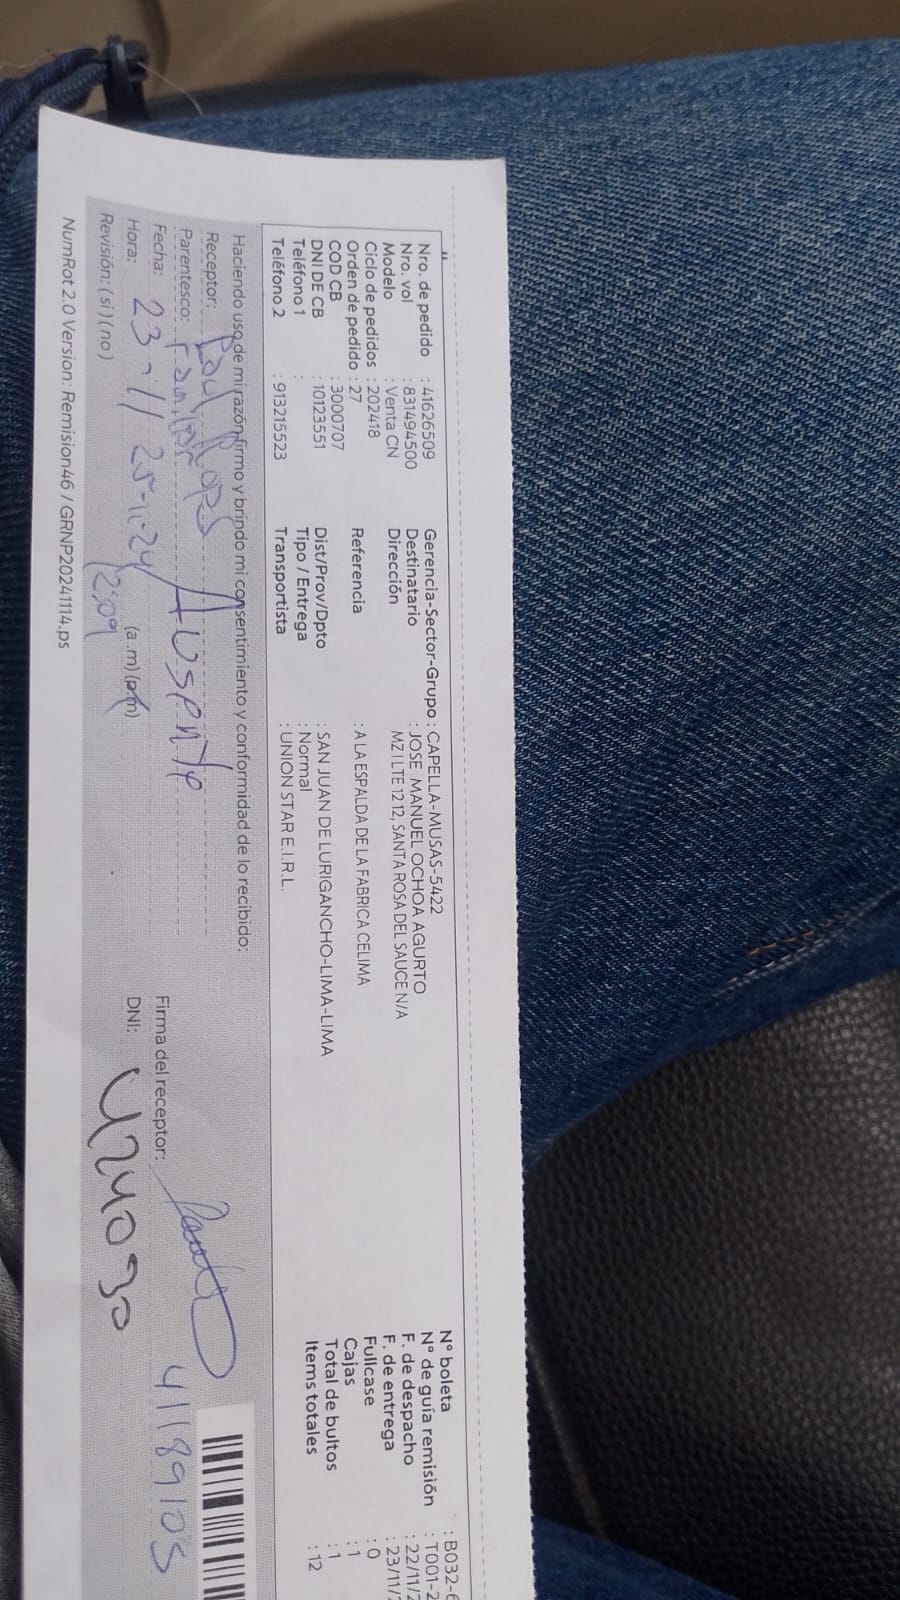 Nro. de pedido : 41626509
Nro. vol : 831494500
Modelo : Venta CN
Ciclo de pedidos : 202418
Orden de pedido : 27
COD CB : 3000707
DNI DE CB : 10123551
Teléfono 1 :
Teléfono 2 : 913215523
Gerencia-Sector-Grupo : CAPELLA-MUSAS-5422
Destinatario : JOSE MANUEL OCHOA AGURTO
Dirección MZ I LTE 12 12, SANTA ROSA DEL SAUCE N/A
Referencia : A LA ESPALDA DE LA FABRICA CELIMA
Dist/Prov/Dpto : SAN JUAN DE LURIGANCHO-LIMA-LIMA
Tipo / Entrega : Normal
Transportista : UNION STAR E.I.R.L.
N° boleta : B032-6
N° de guía remisión : T001-2
F. de despacho : 22/11/2
F. de entrega : 23/11/2
Fullcase : 0
Cajas : 1
Total de bultos : 1
Items totales : 12
Haciendo uso de mi razón firmo y brindo mi consentimiento y conformidad de lo recibido:
Receptor:
Parentesco: Ausente
Fecha: 23-11 25-11-24
Hora: (a.m) (p.m)
Revisión: (si) (no)
Firma del receptor: 41189105
DNI:
NumRot 2.0 Version: Remision46 / GRNP20241114.ps